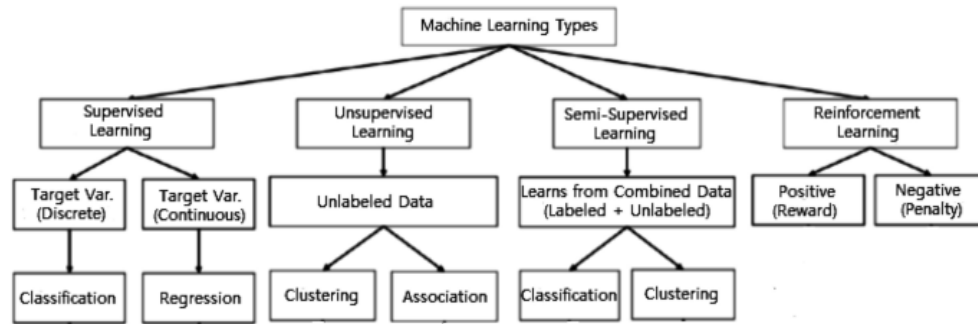 Machine Learning Types
Supervised
Learning
Unsupervised
Learning
Semi-Supervised
Learning
Reinforcement
Learning
Target Var.
(Discrete)
Target Var.
(Continuous)
Unlabeled Data
Learns from Combined Data
(Labeled + Unlabeled)
Positive
(Reward)
Negative
(Penalty)
Classification
Regression
Clustering
Association
Classification
Clustering